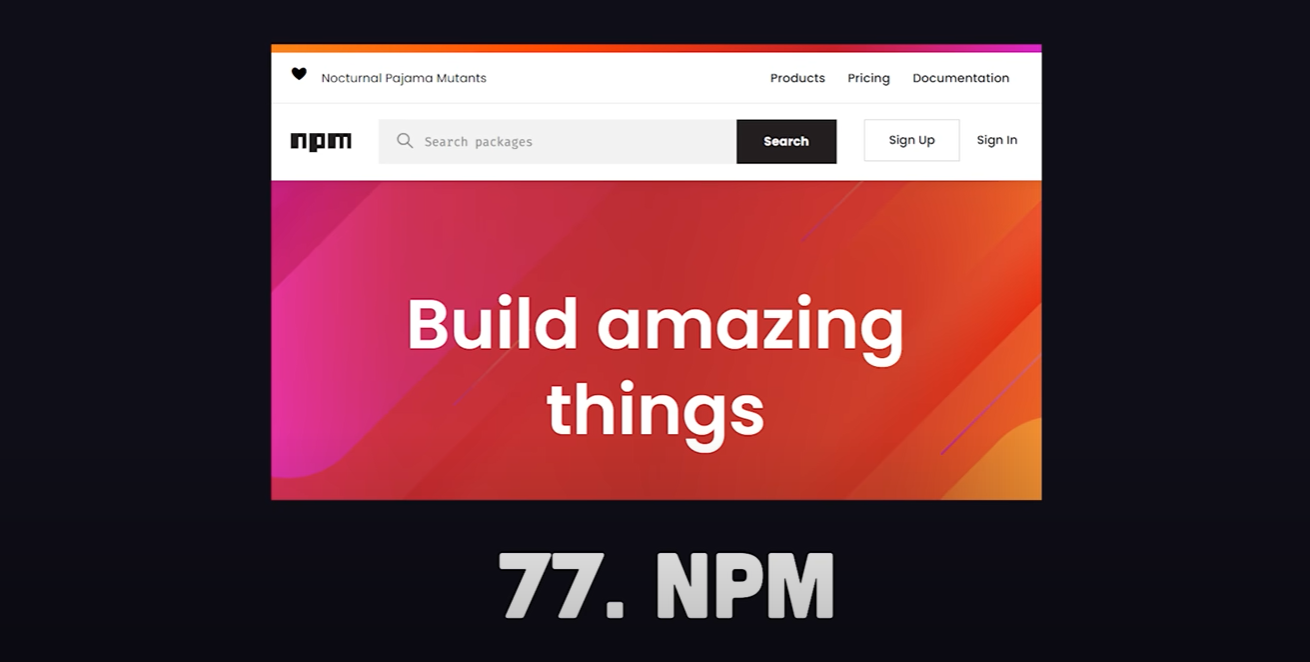 Nocturnal Pajama Mutants Products Pricing Documentation
npm Search packages Search Sign Up Sign In
Build amazing
things
77. NPM